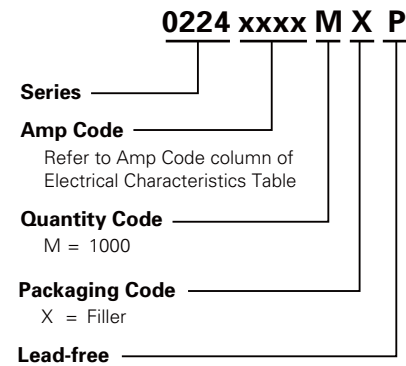 0224 xxxx M X P
Series
Amp Code
Refer to Amp Code column of
Electrical Characteristics Table
Quantity Code
M = 1000
Packaging Code
X = Filler
Lead-free